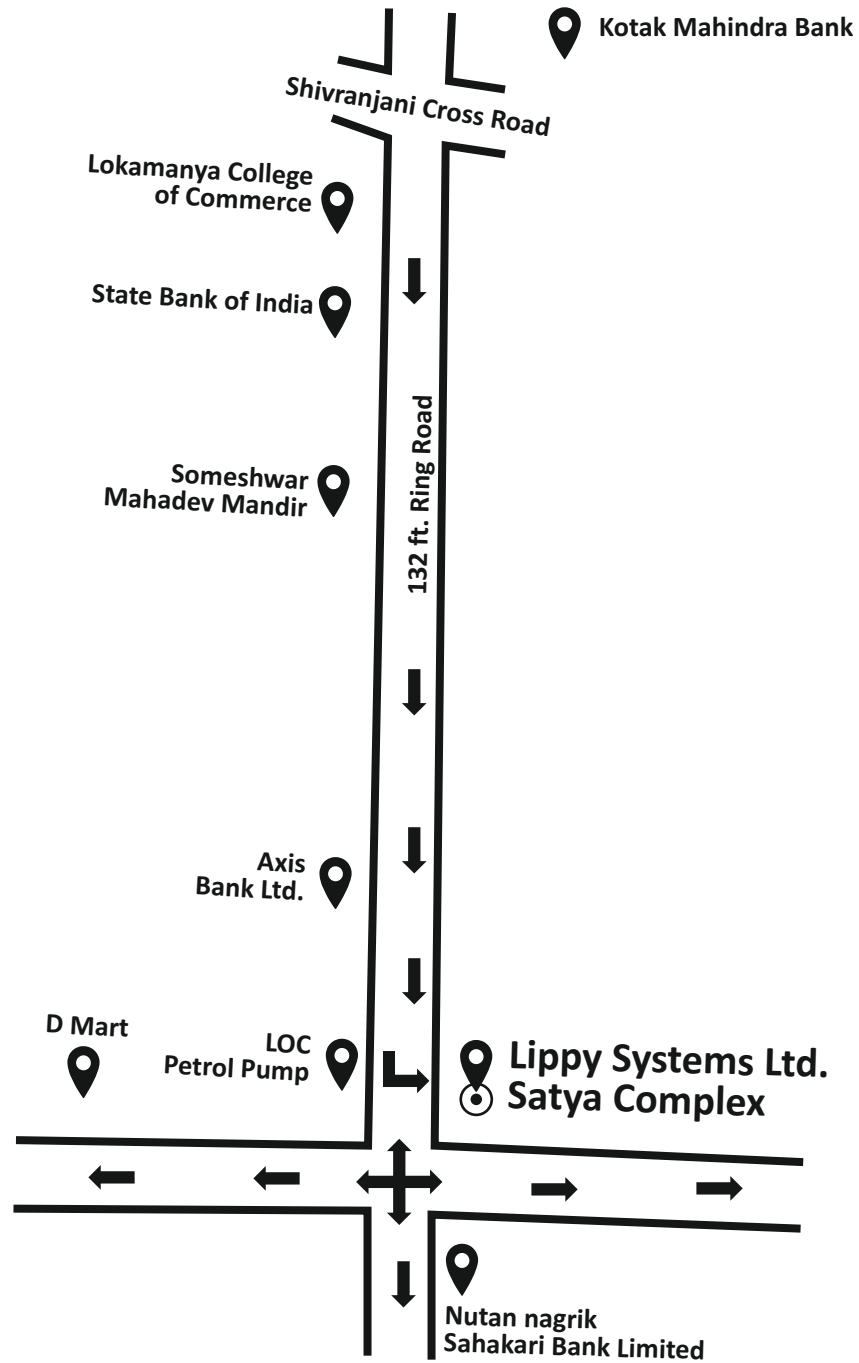 Kotak Mahindra Bank
Shivranjani Cross Road
Lokamanya College
of Commerce
State Bank of India
132 ft. Ring Road
Someshwar
Mahadev Mandir
Axis
Bank Ltd.
D Mart
LOC
Petrol Pump
Lippy Systems Ltd.
Satya Complex
Nutan nagrik
Sahakari Bank Limited